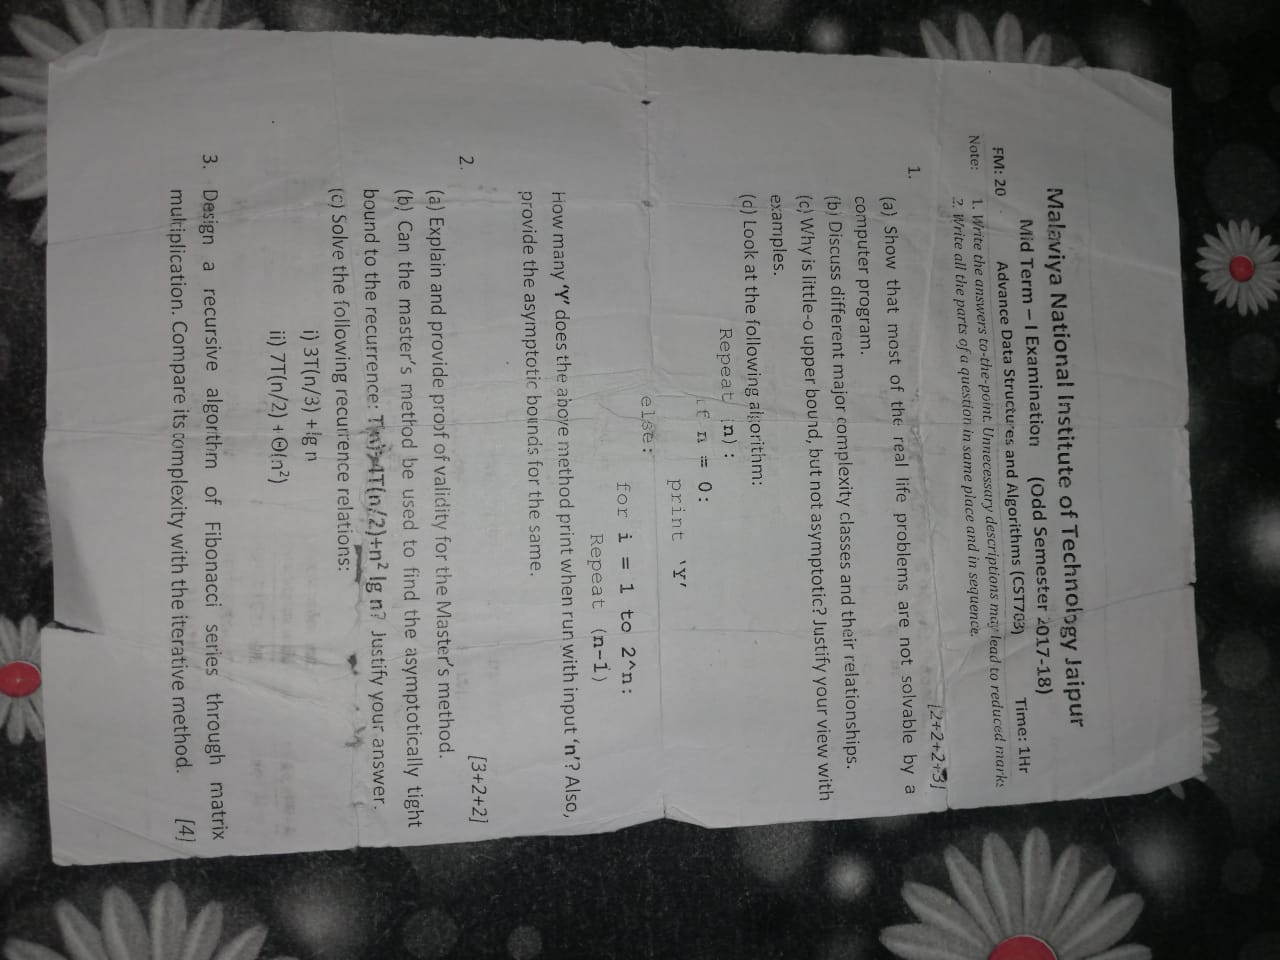 Malaviya National Institute of Technology Jaipur
Mid Term – I Examination (Odd Semester 2017-18)
Advance Data Structures and Algorithms (CST703)
FM: 20 Time: 1Hr
Note: 1. Write the answers to-the-point. Unnecessary descriptions may lead to reduced marks
2. Write all the parts of a question in same place and in sequence.
1. [2+2+2+3]
(a) Show that most of the real life problems are not solvable by a
computer program.
(b) Discuss different major complexity classes and their relationships.
(c) Why is little-o upper bound, but not asymptotic? Justify your view with
examples.
(d) Look at the following algorithm:
Repeat (n) :
if n = 0:
print 'Y'
else:
for i = 1 to 2^n:
Repeat (n-1)
How many 'Y' does the above method print when run with input 'n'? Also,
provide the asymptotic bounds for the same.
2. [3+2+2]
(a) Explain and provide proof of validity for the Master's method.
(b) Can the master's method be used to find the asymptotically tight
bound to the recurrence: T(n)=4T(n/2)+n² lg n? Justify your answer.
(c) Solve the following recurrence relations:
i) 3T(n/3) + lg n
ii) 7T(n/2) + Θ(n²)
3. Design a recursive algorithm of Fibonacci series through matrix
multiplication. Compare its complexity with the iterative method. [4]